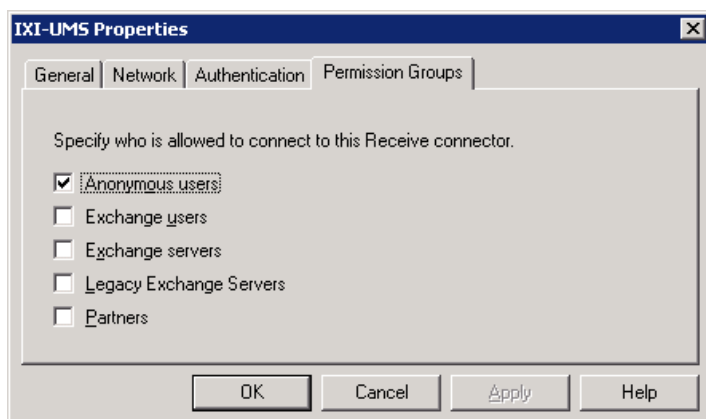 IXI-UMS Properties
General Network Authentication Permission Groups
Specify who is allowed to connect to this Receive connector.
Anonymous users
Exchange users
Exchange servers
Legacy Exchange Servers
Partners
OK Cancel Apply Help